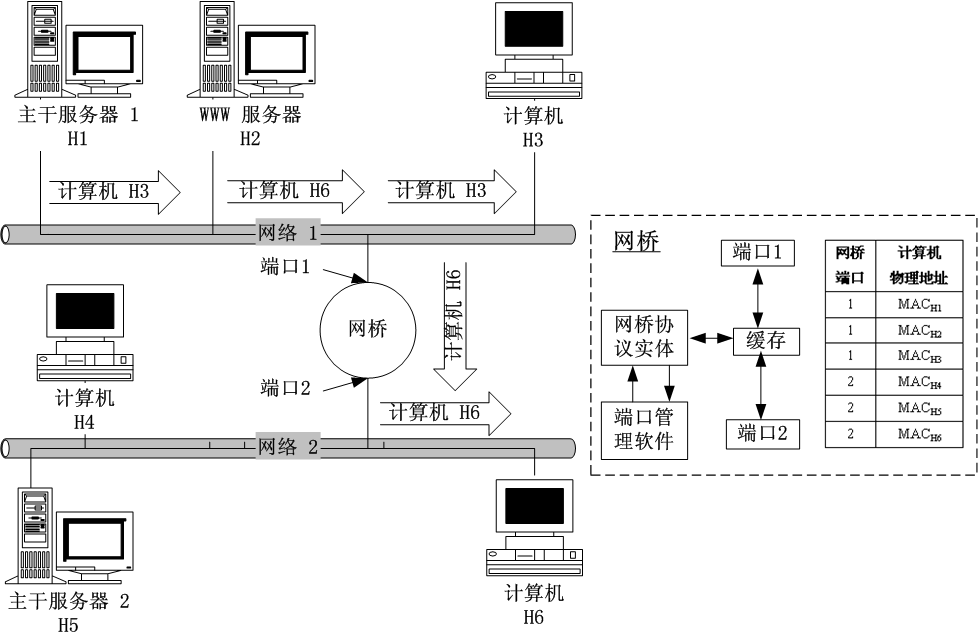 主干服务器 1
H1
WWW 服务器
H2
计算机
H3
计算机 H3
计算机 H6
计算机 H3
网络 1
端口1
网桥
端口2
计算机 H6
计算机 H6
计算机
H4
网络 2
主干服务器 2
H5
计算机
H6
网桥
端口1
网桥协
议实体
缓存
端口管
理软件
端口2
网桥 计算机
端口 物理地址
1 MACH1
1 MACH2
1 MACH3
2 MACH4
2 MACH5
2 MACH6